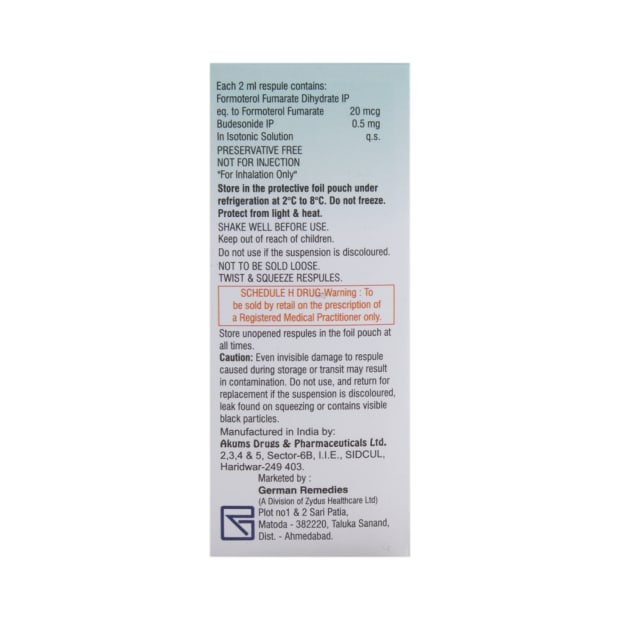 Each 2 ml respule contains:
Formoterol Fumarate Dihydrate IP
eq. to Formoterol Fumarate 20 mcg
Budesonide IP 0.5 mg
In Isotonic Solution q.s.
PRESERVATIVE FREE
NOT FOR INJECTION
"For Inhalation Only"
Store in the protective foil pouch under
refrigeration at 2°C to 8°C. Do not freeze.
Protect from light & heat.
SHAKE WELL BEFORE USE.
Keep out of reach of children.
Do not use if the suspension is discoloured.
NOT TO BE SOLD LOOSE.
TWIST & SQUEEZE RESPULES.
SCHEDULE H DRUG-Warning : To
be sold by retail on the prescription of
a Registered Medical Practitioner only.
Store unopened respules in the foil pouch at
all times.
Caution: Even invisible damage to respule
caused during storage or transit may result
in contamination. Do not use, and return for
replacement if the suspension is discoloured,
leak found on squeezing or contains visible
black particles.
Manufactured in India by:
Akums Drugs & Pharmaceuticals Ltd.
2,3,4 & 5, Sector-6B, I.I.E., SIDCUL,
Haridwar-249 403.
Marketed by :
German Remedies
(A Division of Zydus Healthcare Ltd)
Plot no1 & 2 Sari Patia,
Matoda - 382220, Taluka Sanand,
Dist. - Ahmedabad.